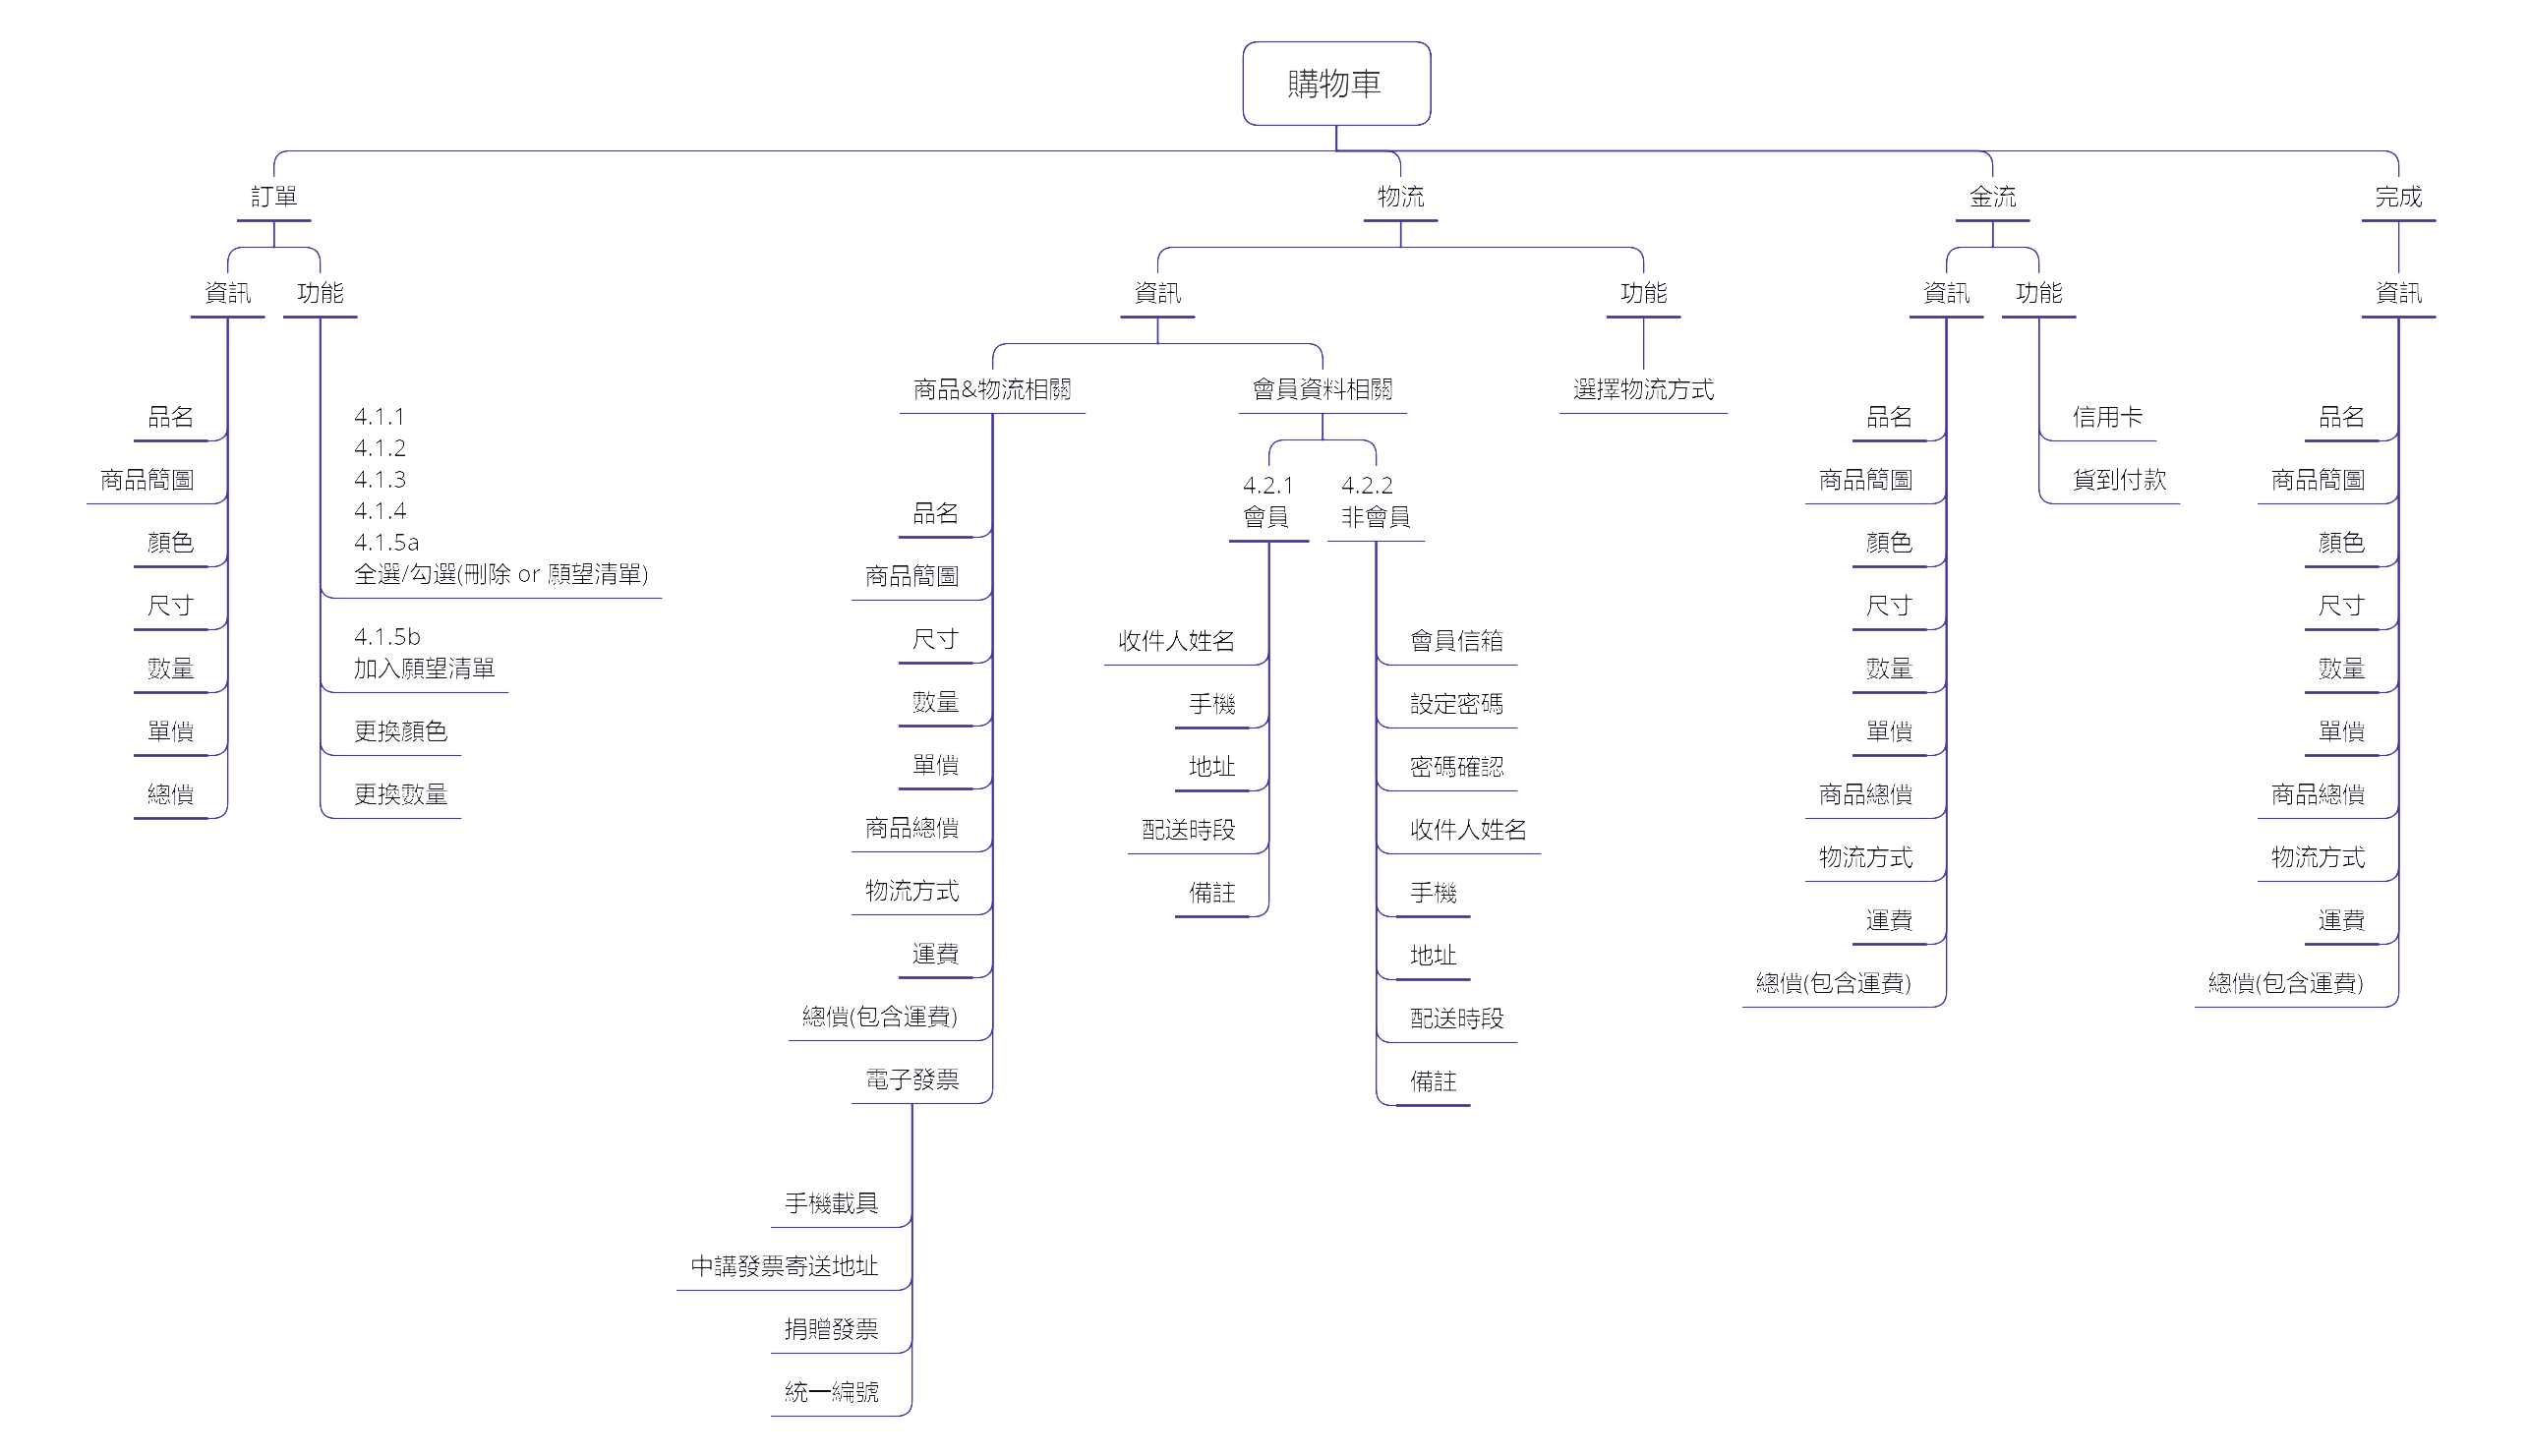 購物車
訂單
物流
金流
完成
資訊
功能
資訊
功能
資訊
功能
資訊
品名
商品簡圖
顏色
尺寸
數量
單價
總價
4.1.1
4.1.2
4.1.3
4.1.4
4.1.5a
全選/勾選(刪除 or 願望清單)
4.1.5b
加入願望清單
更換顏色
更換數量
商品&物流相關
會員資料相關
選擇物流方式
品名
商品簡圖
尺寸
數量
單價
商品總價
物流方式
運費
總價(包含運費)
電子發票
手機載具
中講發票寄送地址
捐贈發票
統一編號
4.2.1
會員
收件人姓名
手機
地址
配送時段
備註
4.2.2
非會員
會員信箱
設定密碼
密碼確認
收件人姓名
手機
地址
配送時段
備註
品名
商品簡圖
顏色
尺寸
數量
單價
商品總價
物流方式
運費
總價(包含運費)
信用卡
貨到付款
品名
商品簡圖
顏色
尺寸
數量
單價
商品總價
物流方式
運費
總價(包含運費)